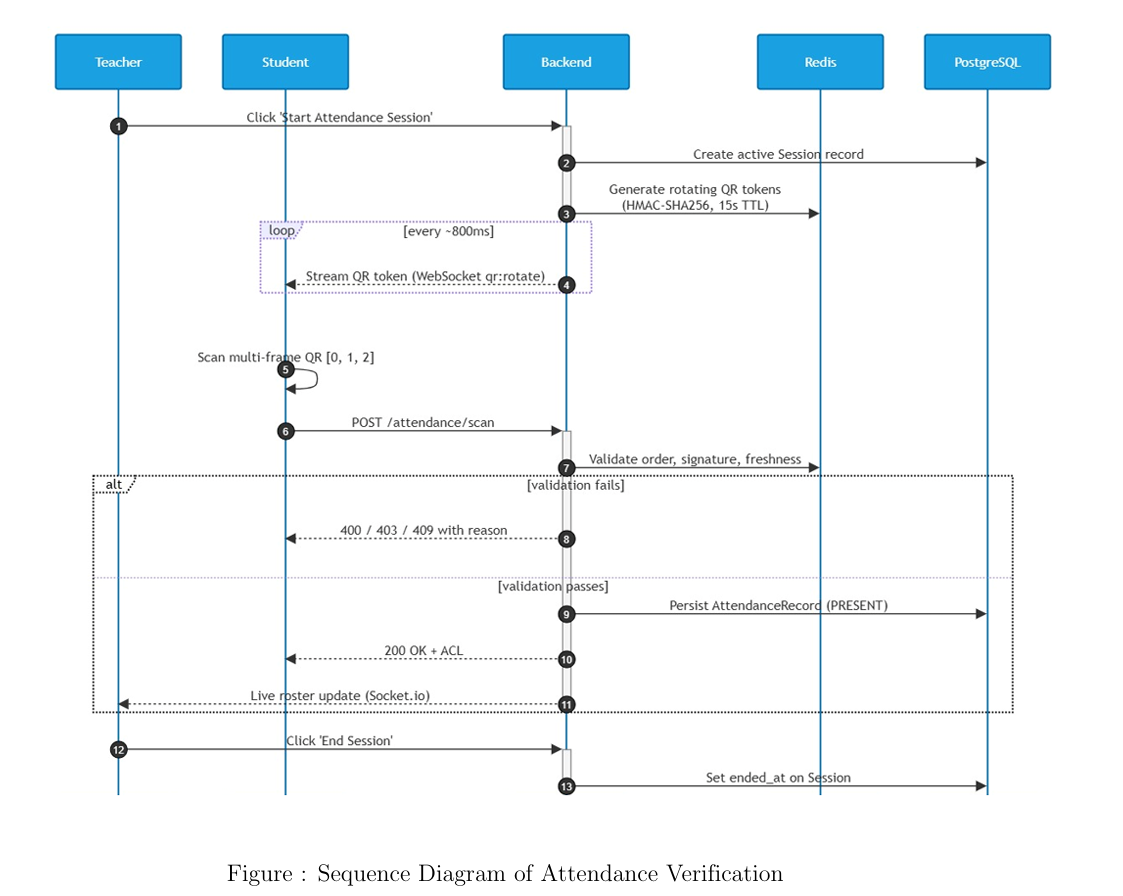 Teacher
Student
Backend
Redis
PostgreSQL
1
Click 'Start Attendance Session'
2
Create active Session record
Generate rotating QR tokens
(HMAC-SHA256, 15s TTL)
3
loop
[every ~800ms]
Stream QR token (WebSocket qr:rotate)
4
Scan multi-frame QR [0, 1, 2]
5
6
POST /attendance/scan
7
Validate order, signature, freshness
alt
[validation fails]
400 / 403 / 409 with reason
8
[validation passes]
9
Persist AttendanceRecord (PRESENT)
200 OK + ACL
10
Live roster update (Socket.io)
11
12
Click 'End Session'
13
Set ended_at on Session
Figure : Sequence Diagram of Attendance Verification